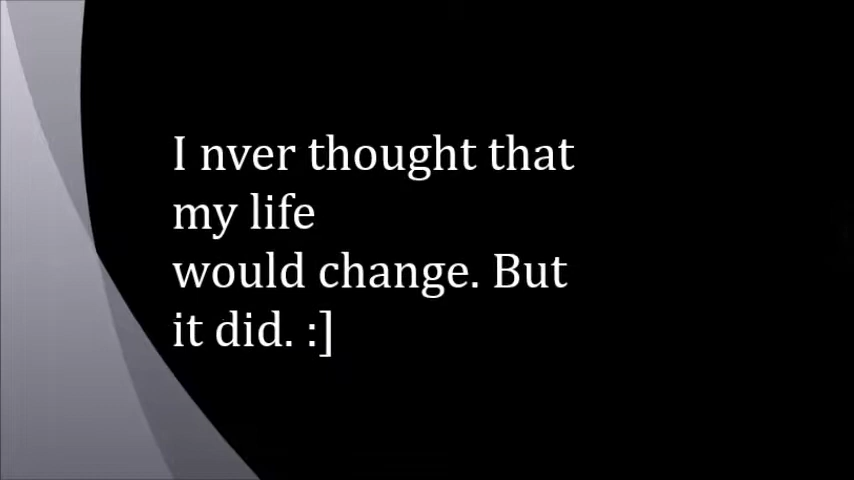 I nver thought that
my life
would change. But
it did. :]